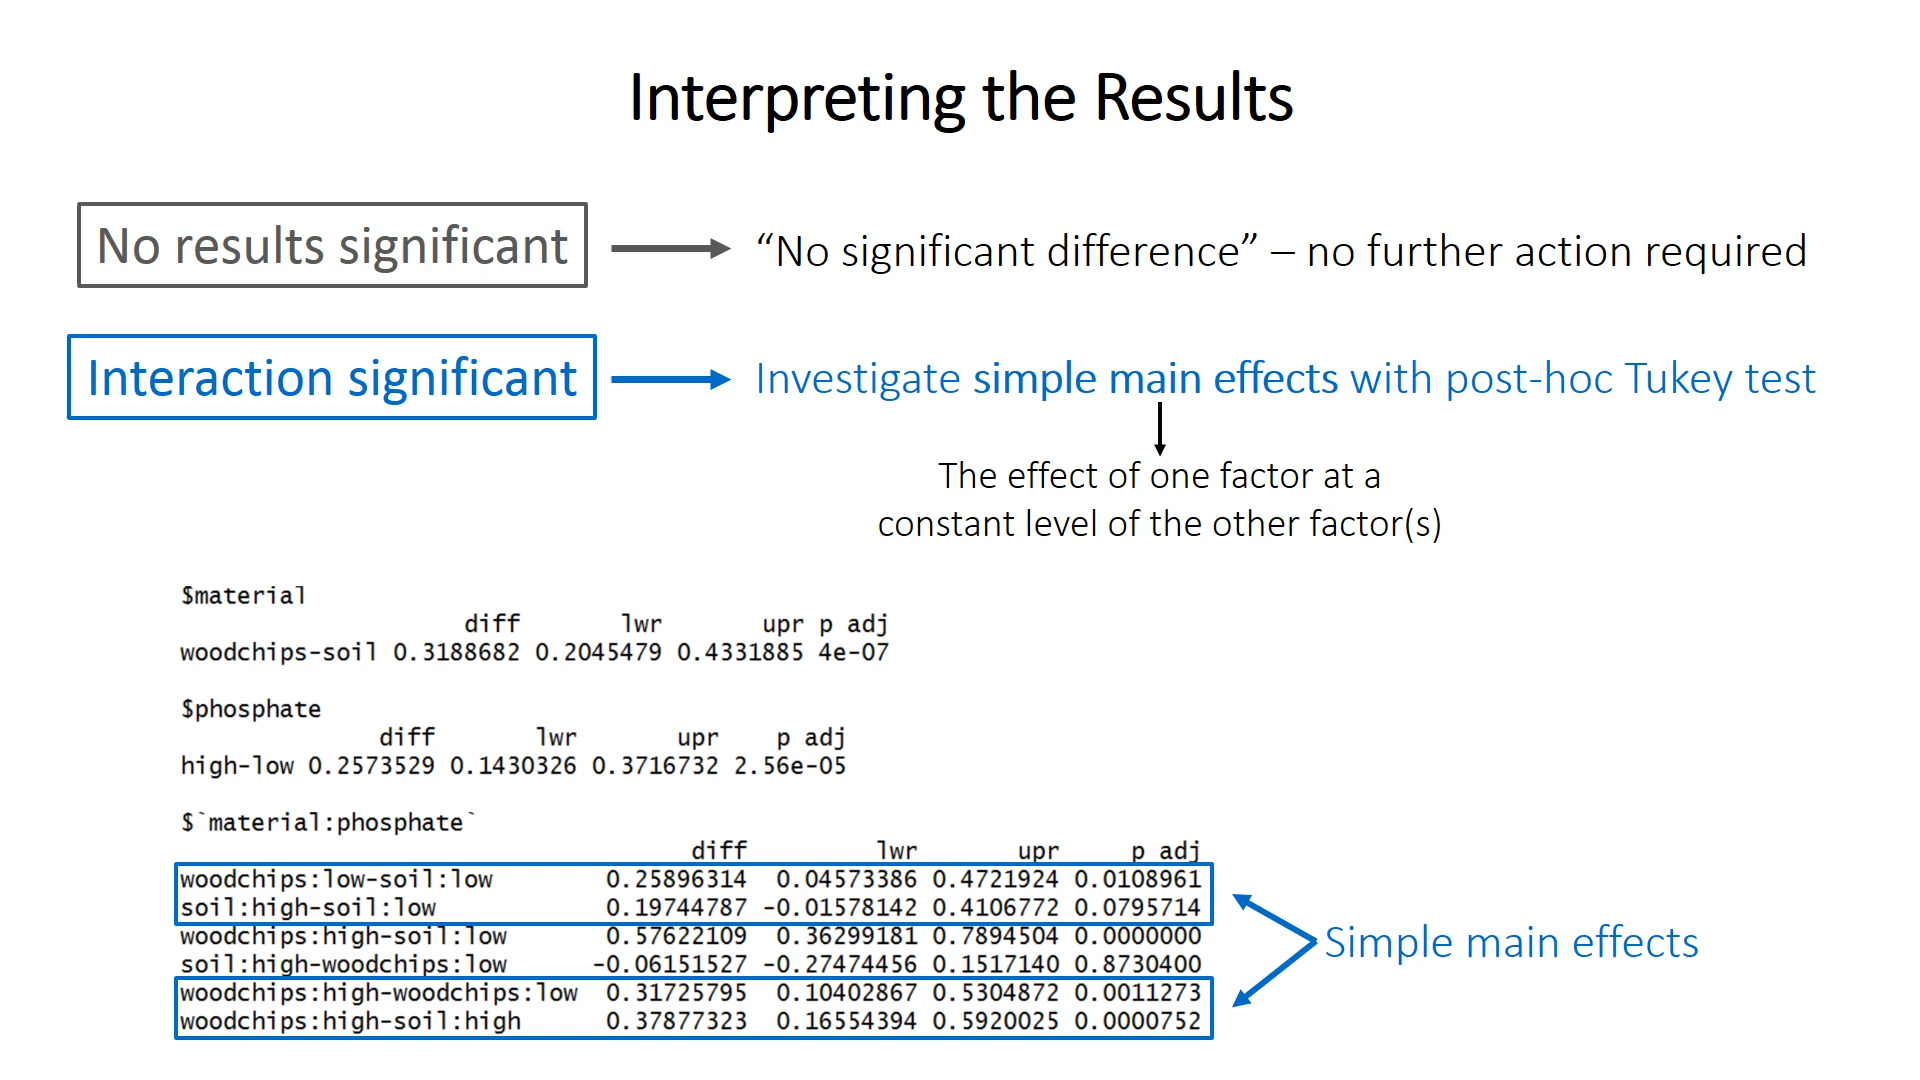 Interpreting the Results
No results significant
“No significant difference” – no further action required
Interaction significant
Investigate simple main effects with post-hoc Tukey test
The effect of one factor at a
constant level of the other factor(s)
$material
diff lwr upr p adj
woodchips-soil 0.3188682 0.2045479 0.4331885 4e-07
$phosphate
diff lwr upr p adj
high-low 0.2573529 0.1430326 0.3716732 2.56e-05
$`material:phosphate`
diff lwr upr p adj
woodchips:low-soil:low 0.25896314 0.04573386 0.4721924 0.0108961
soil:high-soil:low 0.19744787 -0.01578142 0.4106772 0.0795714
woodchips:high-soil:low 0.57622109 0.36299181 0.7894504 0.0000000
soil:high-woodchips:low -0.06151527 -0.27474456 0.1517140 0.8730400
woodchips:high-woodchips:low 0.31725795 0.10402867 0.5304872 0.0011273
woodchips:high-soil:high 0.37877323 0.16554394 0.5920025 0.0000752
Simple main effects